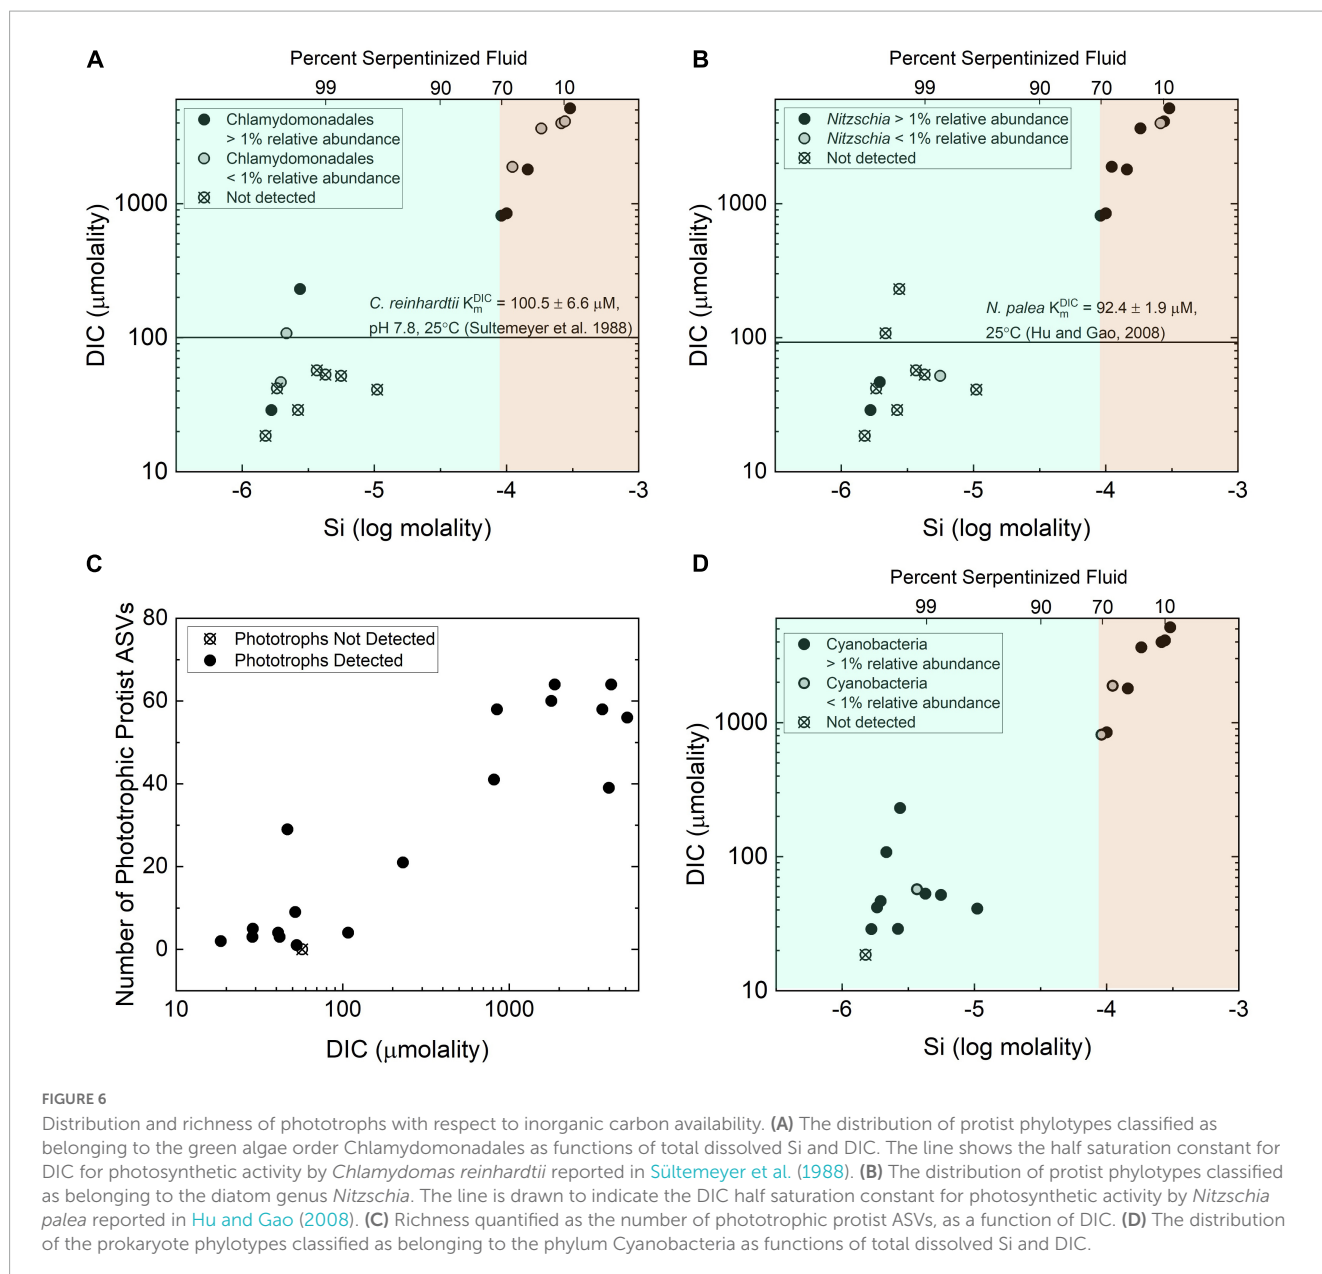 A
Percent Serpentinized Fluid
99 90 70 10
Chlamydomonadales
> 1% relative abundance
Chlamydomonadales
< 1% relative abundance
Not detected
C. reinhardtii K_m^DIC = 100.5 ± 6.6 μM,
pH 7.8, 25°C (Sultemeyer et al. 1988)
1000
100
10
DIC (μmolality)
-6 -5 -4 -3
Si (log molality)
B
Percent Serpentinized Fluid
99 90 70 10
Nitzschia > 1% relative abundance
Nitzschia < 1% relative abundance
Not detected
N. palea K_m^DIC = 92.4 ± 1.9 μM,
25°C (Hu and Gao, 2008)
1000
100
10
DIC (μmolality)
-6 -5 -4 -3
Si (log molality)
C
Phototrophs Not Detected
Phototrophs Detected
80
60
40
20
0
Number of Phototrophic Protist ASVs
10 100 1000
DIC (μmolality)
D
Percent Serpentinized Fluid
99 90 70 10
Cyanobacteria
> 1% relative abundance
Cyanobacteria
< 1% relative abundance
Not detected
1000
100
10
DIC (μmolality)
-6 -5 -4 -3
Si (log molality)
FIGURE 6
Distribution and richness of phototrophs with respect to inorganic carbon availability. (A) The distribution of protist phylotypes classified as
belonging to the green algae order Chlamydomonadales as functions of total dissolved Si and DIC. The line shows the half saturation constant for
DIC for photosynthetic activity by Chlamydomas reinhardtii reported in Sültemeyer et al. (1988). (B) The distribution of protist phylotypes classified
as belonging to the diatom genus Nitzschia. The line is drawn to indicate the DIC half saturation constant for photosynthetic activity by Nitzschia
palea reported in Hu and Gao (2008). (C) Richness quantified as the number of phototrophic protist ASVs, as a function of DIC. (D) The distribution
of the prokaryote phylotypes classified as belonging to the phylum Cyanobacteria as functions of total dissolved Si and DIC.